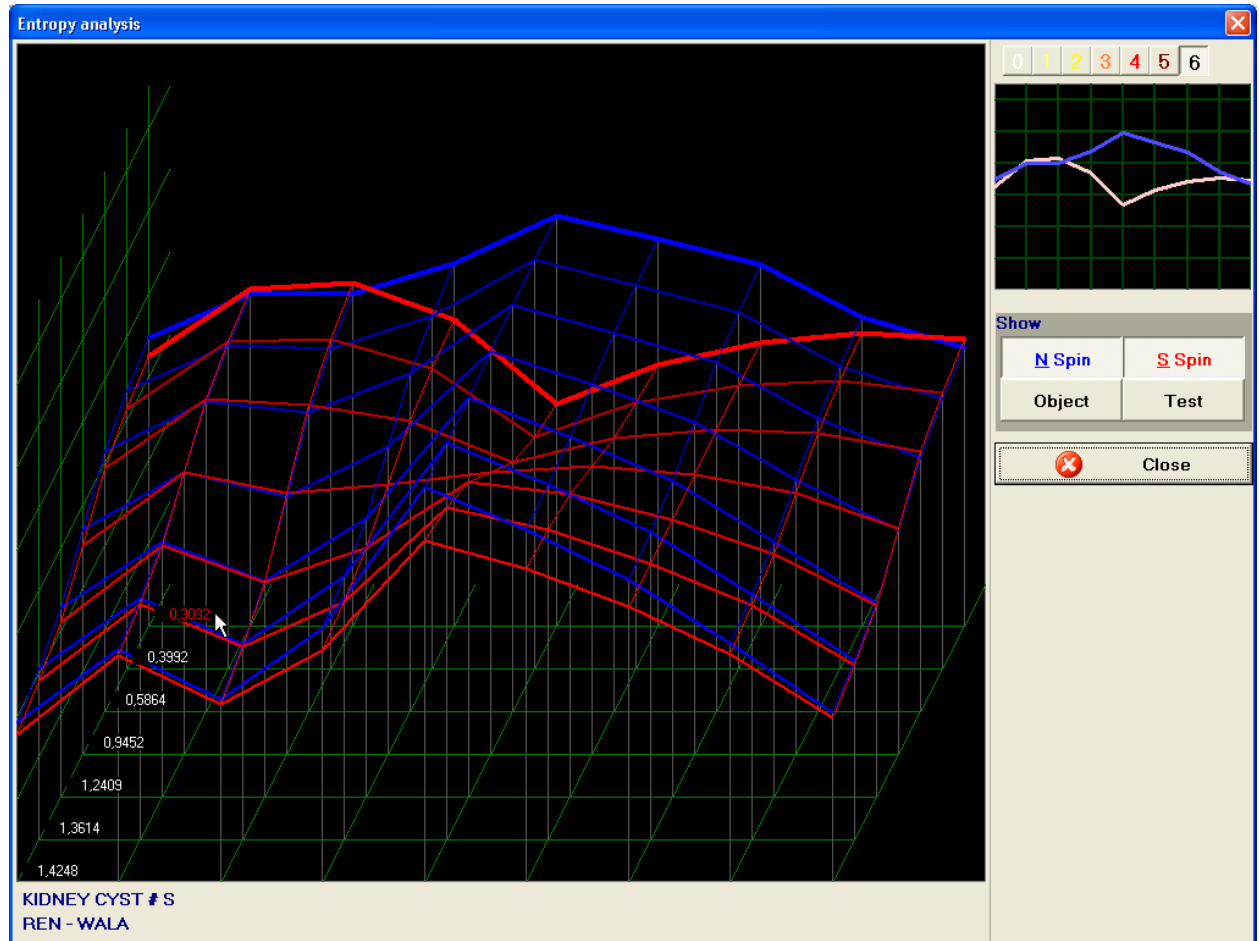 Entropy analysis
0 1 2 3 4 5 6
Show
N Spin S Spin
Object Test
Close
0,3032
0,3992
0,5864
0,9452
1,2409
1,3614
1,4248
KIDNEY CYST # S
REN - WALA